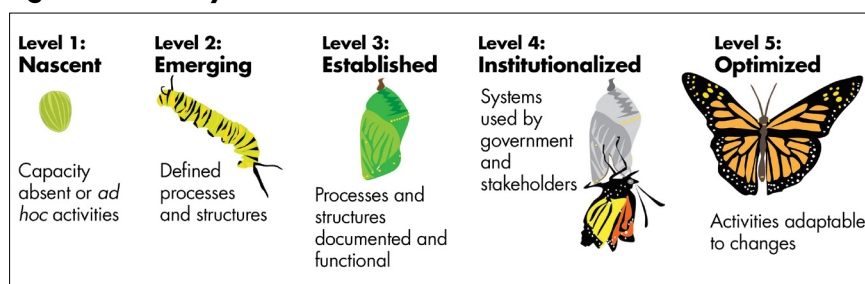 Level 1:
Nascent
Capacity
absent or ad
hoc activities
Level 2:
Emerging
Defined
processes
and structures
Level 3:
Established
Processes and
structures
documented and
functional
Level 4:
Institutionalized
Systems
used by
government
and
stakeholders
Level 5:
Optimized
Activities adaptable
to changes